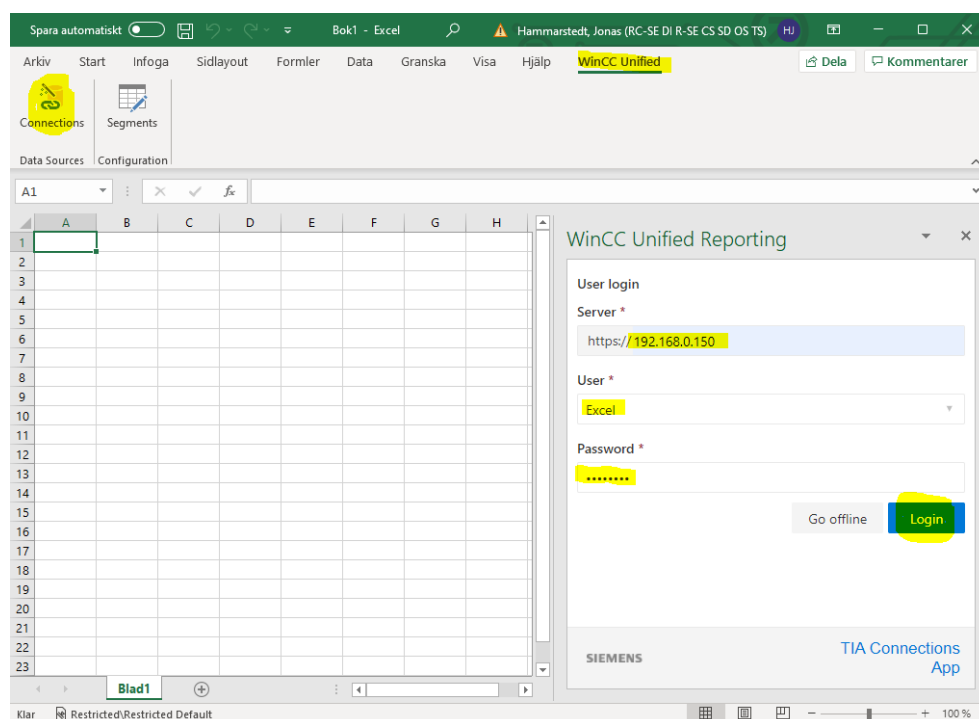 Spara automatiskt Bok1 - Excel Hammarstedt, Jonas (RC-SE DI R-SE CS SD OS TS) HJ
Arkiv Start Infoga Sidlayout Formler Data Granska Visa Hjälp WinCC Unified Dela Kommentarer
Connections Segments
Data Sources Configuration
A1 fx
A B C D E F G H
1
2
3
4
5
6
7
8
9
10
11
12
13
14
15
16
17
18
19
20
21
22
23
WinCC Unified Reporting
User login
Server *
https:// 192.168.0.150
User *
Excel
Password *
••••••••
Go offline Login
SIEMENS
TIA Connections
App
Blad1
Klar Restricted\Restricted Default 100 %